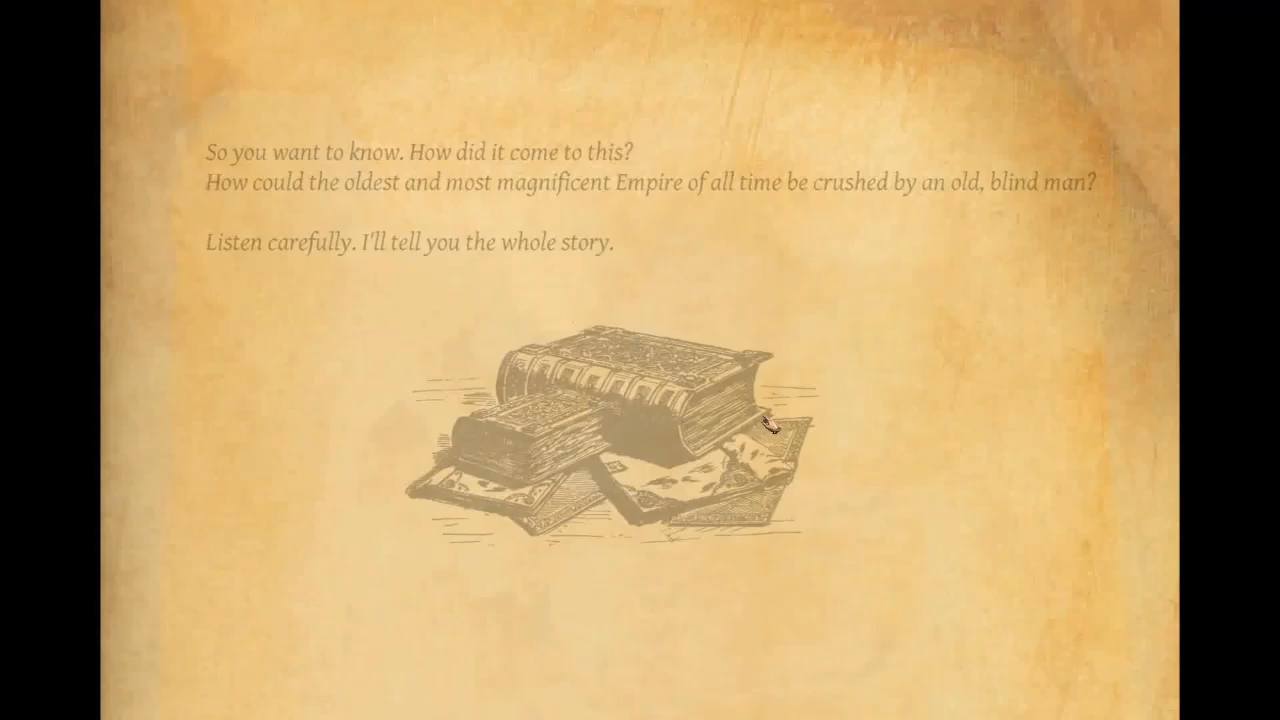 So you want to know. How did it come to this?
How could the oldest and most magnificent Empire of all time be crushed by an old, blind man?
Listen carefully. I'll tell you the whole story.